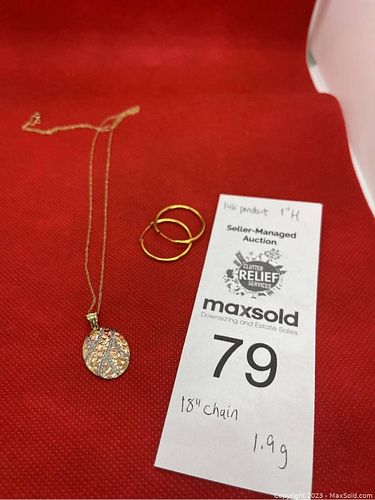 14k pendant 1" H
Seller-Managed
Auction
CLUTTER
RELIEF
SERVICES
maxsold
Downsizing and Estate Sales
79
18" chain
1.9g
Copyright 2023 - MaxSold.com